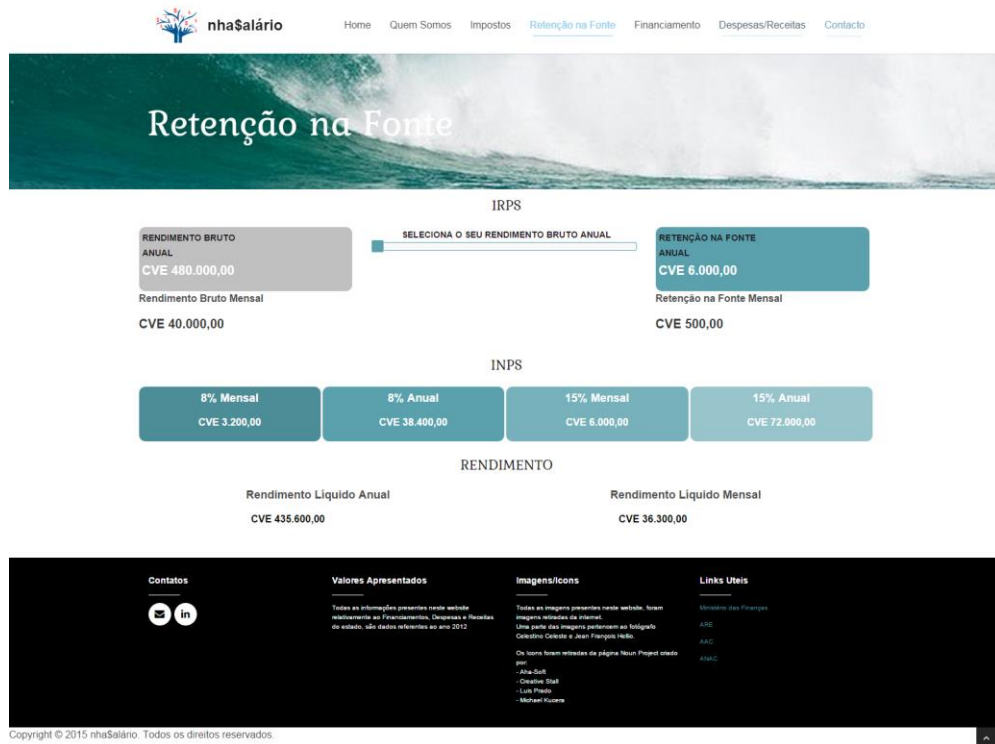 nha$alário
Home Quem Somos Impostos Retenção na Fonte Financiamento Despesas/Receitas Contacto
Retenção na Fonte
IRPS
RENDIMENTO BRUTO
ANUAL
CVE 480.000,00
Rendimento Bruto Mensal
CVE 40.000,00
SELECIONA O SEU RENDIMENTO BRUTO ANUAL
RETENÇÃO NA FONTE
ANUAL
CVE 6.000,00
Retenção na Fonte Mensal
CVE 500,00
INPS
8% Mensal
CVE 3.200,00
8% Anual
CVE 38.400,00
15% Mensal
CVE 6.000,00
15% Anual
CVE 72.000,00
RENDIMENTO
Rendimento Líquido Anual
CVE 435.600,00
Rendimento Líquido Mensal
CVE 36.300,00
Contatos
in
Valores Apresentados
Todas as informações presentes neste website
relativamente ao Financiamentos, Despesas e Receitas
do estado, são dados referentes ao ano 2012
Imagens/Icons
Todas as imagens presentes neste website, foram
imagens retiradas da internet.
Uma parte das imagens pertencem ao fotógrafo
Celestino Celeste e Jean François Hellio.
Os Icons foram retiradas da página Noun Project criado
por:
- Aha-Soft
- Creative Stall
- Luis Prado
- Michael Kucera
Links Uteis
Ministério das Finanças
ARE
AAC
ANAC
Copyright © 2015 nha$alário. Todos os direitos reservados.